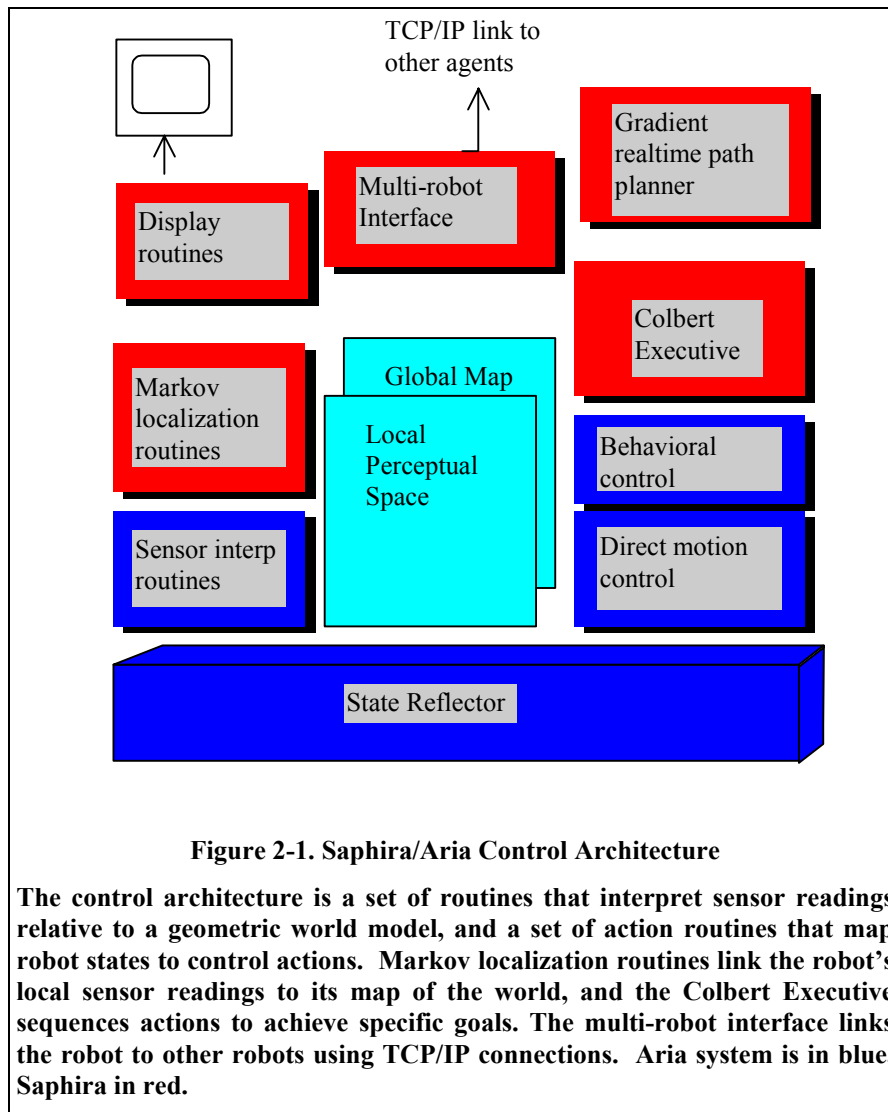 TCP/IP link to
other agents
Gradient
realtime path
planner
Multi-robot
Interface
Display
routines
Colbert
Executive
Global Map
Markov
localization
routines
Local
Perceptual
Space
Behavioral
control
Sensor interp
routines
Direct motion
control
State Reflector
Figure 2-1. Saphira/Aria Control Architecture
The control architecture is a set of routines that interpret sensor readings
relative to a geometric world model, and a set of action routines that map
robot states to control actions. Markov localization routines link the robot's
local sensor readings to its map of the world, and the Colbert Executive
sequences actions to achieve specific goals. The multi-robot interface links
the robot to other robots using TCP/IP connections. Aria system is in blue.
Saphira in red.